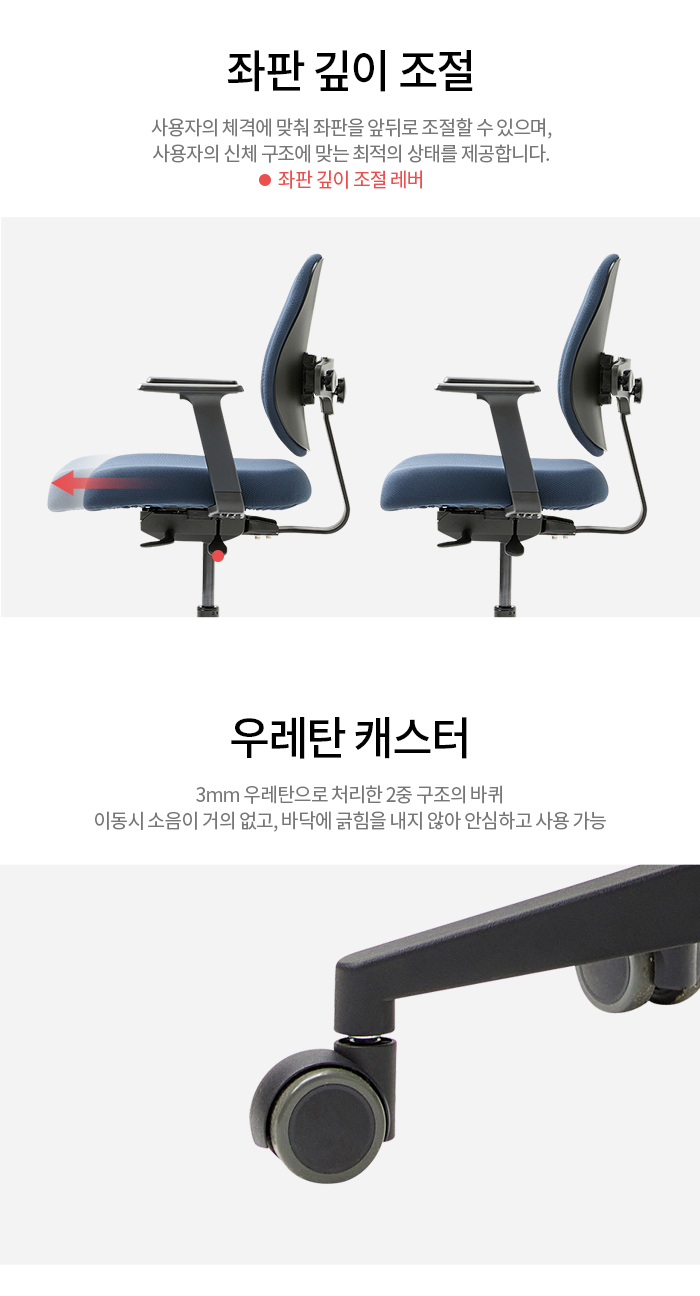 좌판 깊이 조절
사용자의 체격에 맞춰 좌판을 앞뒤로 조절할 수 있으며,
사용자의 신체 구조에 맞는 최적의 상태를 제공합니다.
좌판 깊이 조절 레버
우레탄 캐스터
3mm 우레탄으로 처리한 2중 구조의 바퀴
이동시 소음이 거의 없고, 바닥에 긁힘을 내지 않아 안심하고 사용 가능